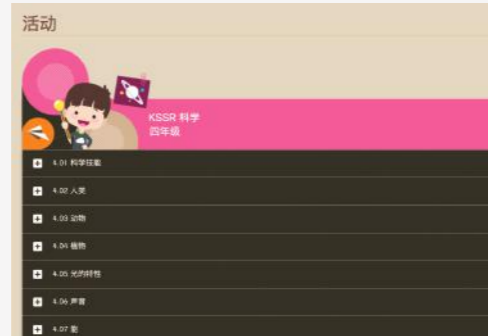 活动
KSSR 科学
四年级
4.01 科学技能
4.02 人类
4.03 动物
4.04 植物
4.05 光的特性
4.06 声音
4.07 能